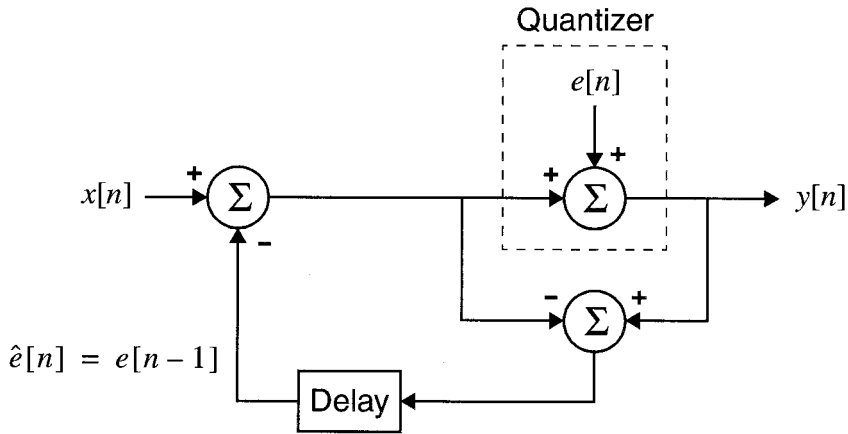 Quantizer
e[n]
+
+
+
x[n]
Σ
Σ
y[n]
-
-
+
Σ
ê[n] = e[n − 1]
Delay